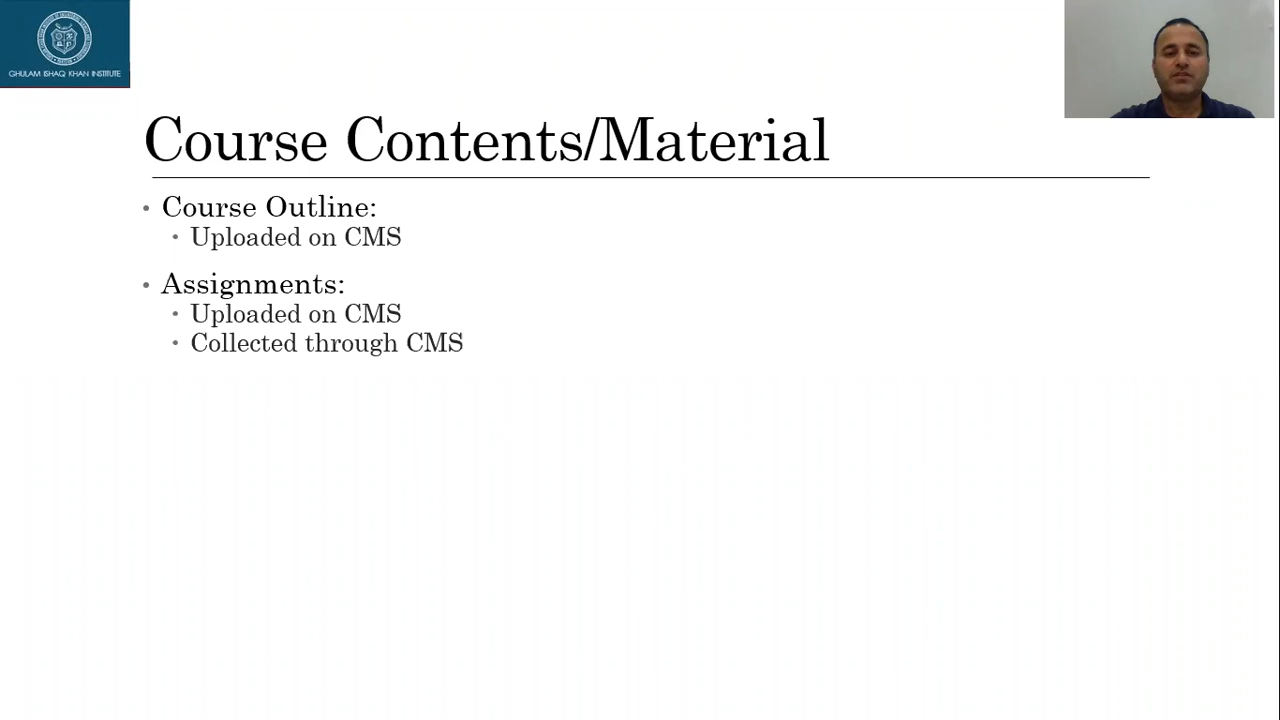 GHULAM ISHAQ KHAN INSTITUTE
Course Contents/Material
• Course Outline:
• Uploaded on CMS
• Assignments:
• Uploaded on CMS
• Collected through CMS